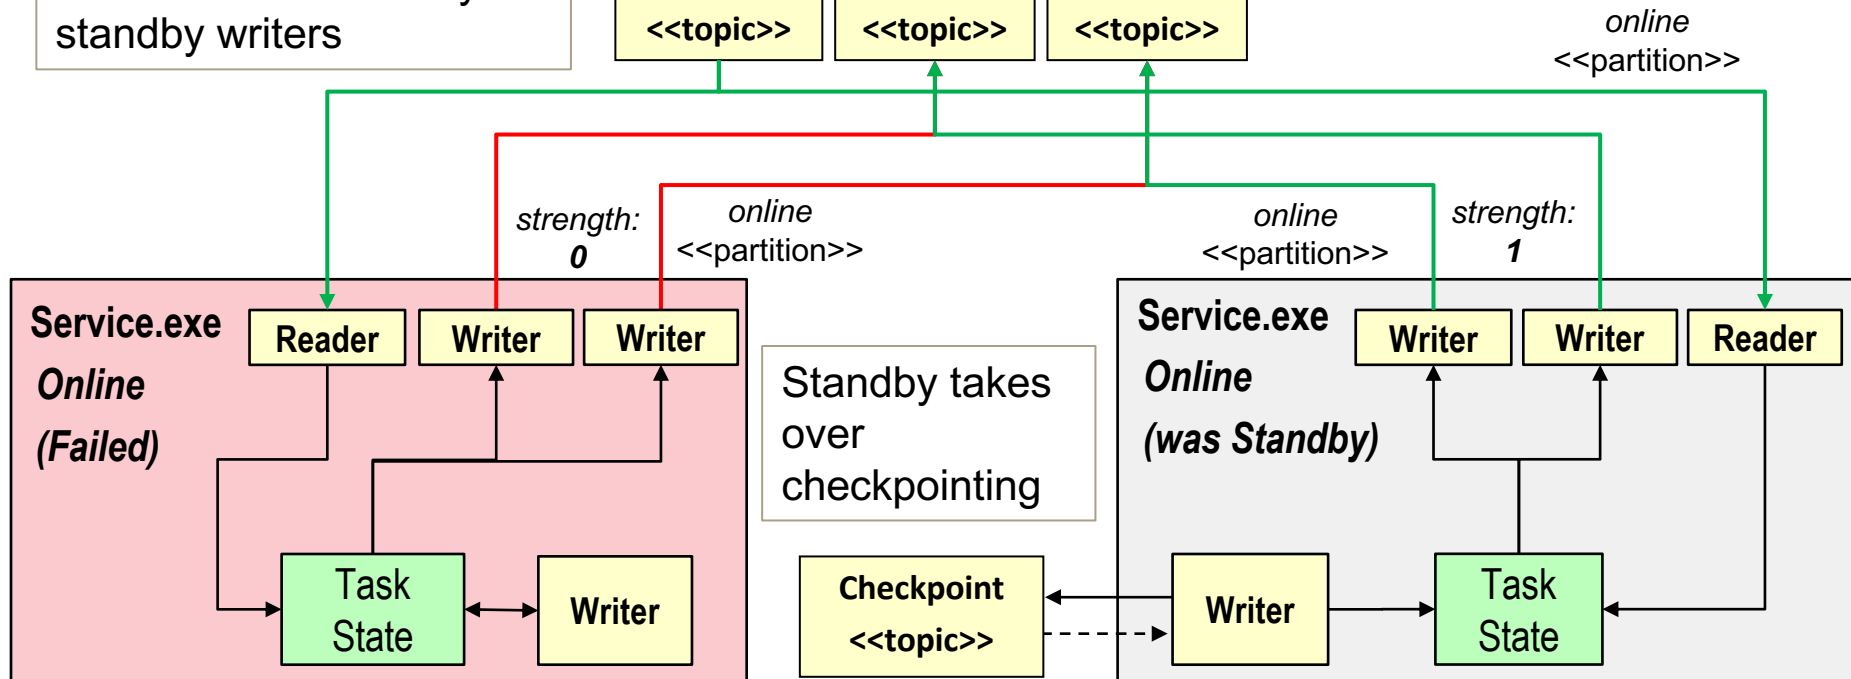 standby writers
<<topic>>
<<topic>>
<<topic>>
online
<<partition>>
strength:
0
online
<<partition>>
online
<<partition>>
strength:
1
Service.exe
Online
(Failed)
Reader
Writer
Writer
Standby takes
over
checkpointing
Service.exe
Online
(was Standby)
Writer
Writer
Reader
Task
State
Writer
Checkpoint
<<topic>>
Writer
Task
State